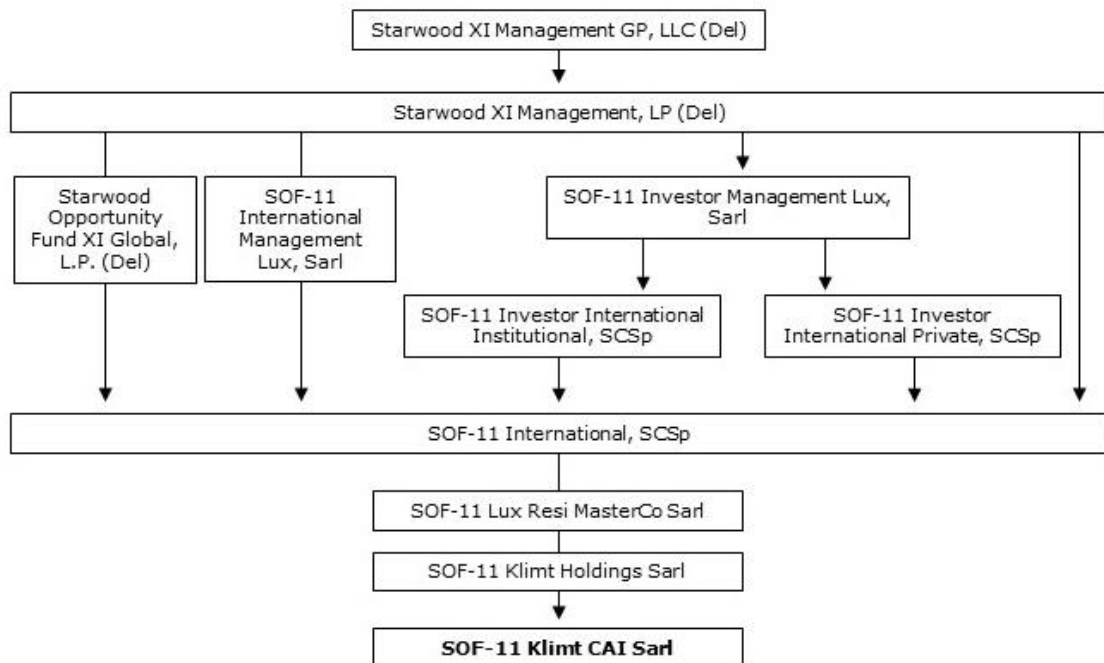 Starwood XI Management GP, LLC (Del)
Starwood XI Management, LP (Del)
Starwood
Opportunity
Fund XI Global,
L.P. (Del)
SOF-11
International
Management
Lux, Sarl
SOF-11 Investor Management Lux,
Sarl
SOF-11 Investor International
Institutional, SCSp
SOF-11 Investor
International Private, SCSp
SOF-11 International, SCSp
SOF-11 Lux Resi MasterCo Sarl
SOF-11 Klimt Holdings Sarl
SOF-11 Klimt CAI Sarl